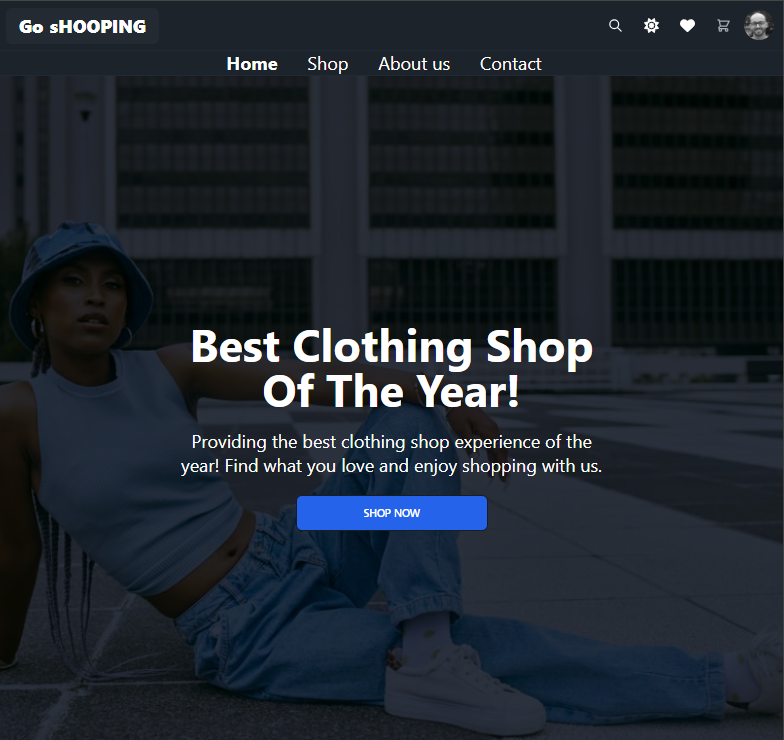 Go sHOOPING
Home Shop About us Contact
Best Clothing Shop
Of The Year!
Providing the best clothing shop experience of the
year! Find what you love and enjoy shopping with us.
SHOP NOW